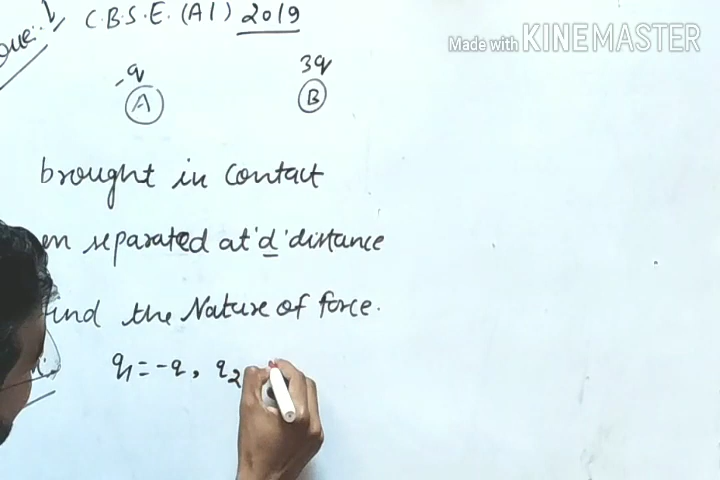 Que: 1 C.B.S.E. (AI) 2019
Made with KINEMASTER
-q 3q
A B
brought in contact
en separated at 'd' distance
ind the Nature of force.
q1 = -q, q2